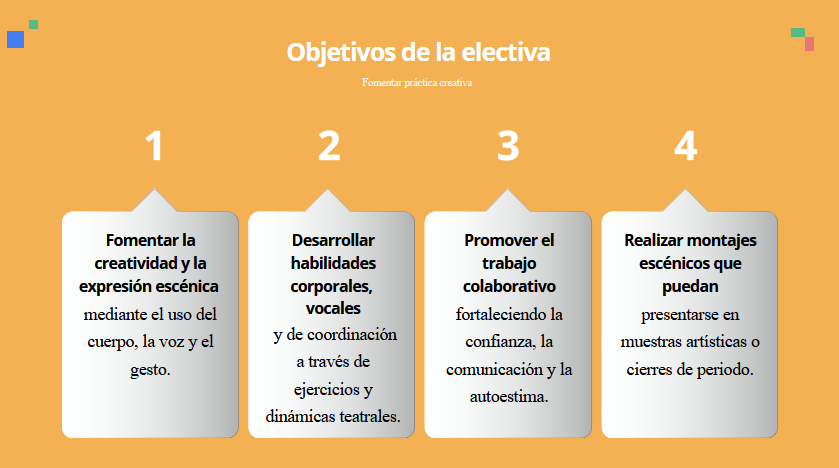 Objetivos de la electiva
Fomentar práctica creativa
1
2
3
4
Fomentar la
creatividad y la
expresión escénica
mediante el uso del
cuerpo, la voz y el
gesto.
Desarrollar
habilidades
corporales,
vocales
y de coordinación
a través de
ejercicios y
dinámicas teatrales.
Promover el
trabajo
colaborativo
fortaleciendo la
confianza, la
comunicación y la
autoestima.
Realizar montajes
escénicos que
puedan
presentarse en
muestras artísticas o
cierres de periodo.